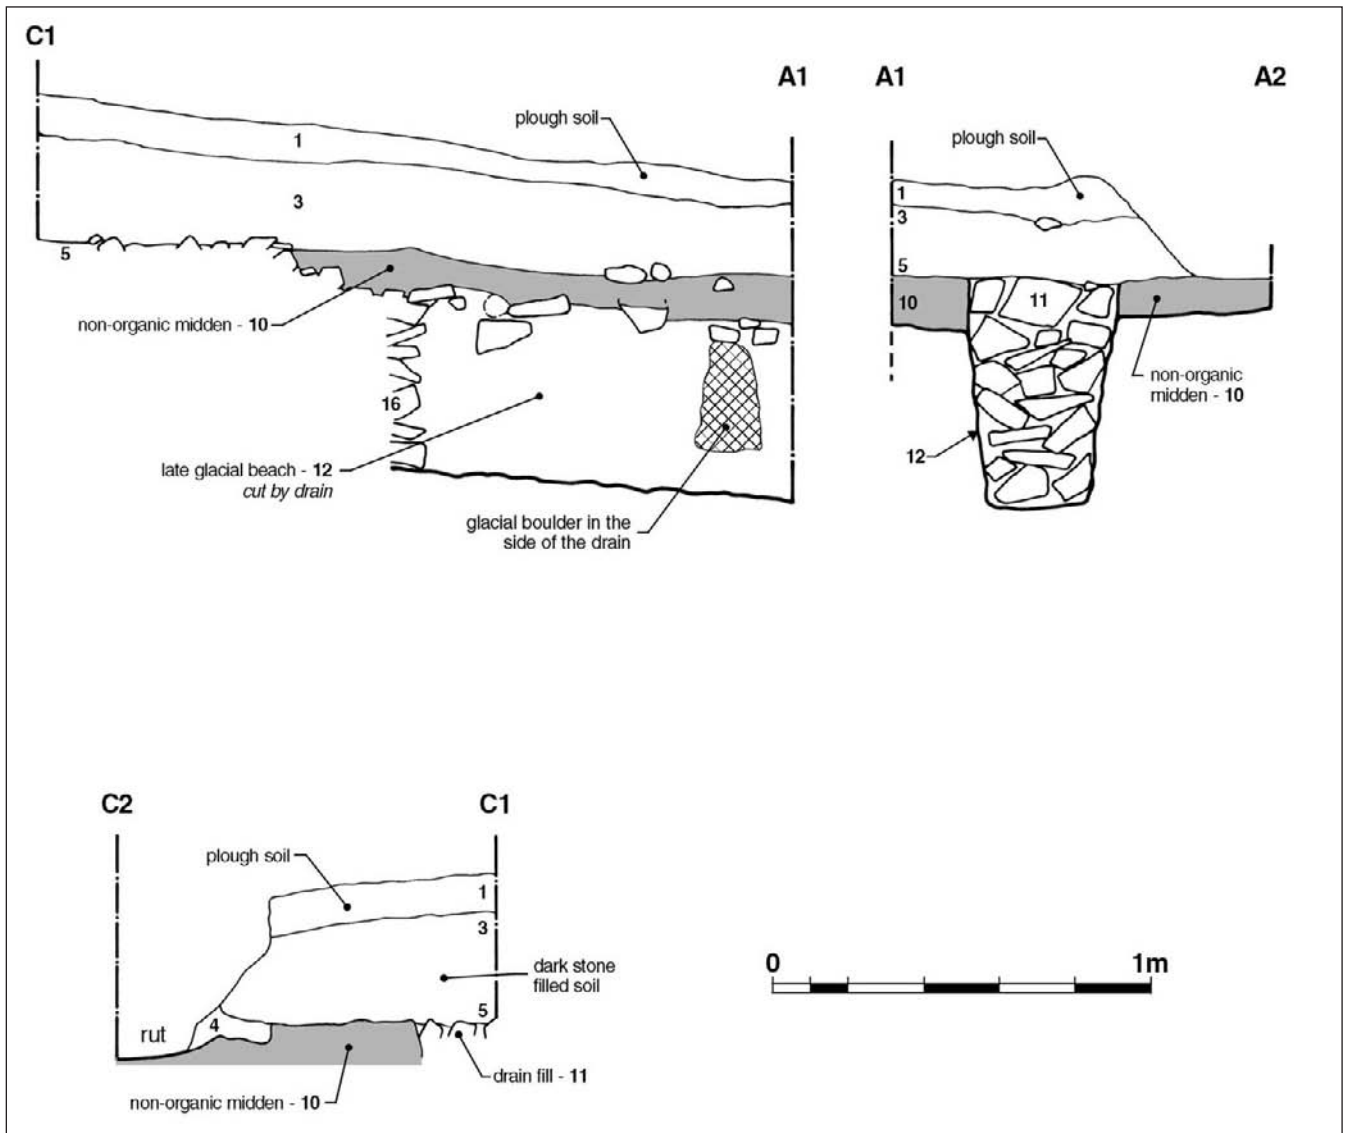 C1
A1
plough soil
1
3
5
non-organic midden - 10
16
late glacial beach - 12
cut by drain
glacial boulder in the
side of the drain
A1
A2
plough soil
1
3
5
10
11
non-organic
midden - 10
12
C2
C1
plough soil
1
3
dark stone
filled soil
5
4
rut
drain fill - 11
non-organic midden - 10
0
1m